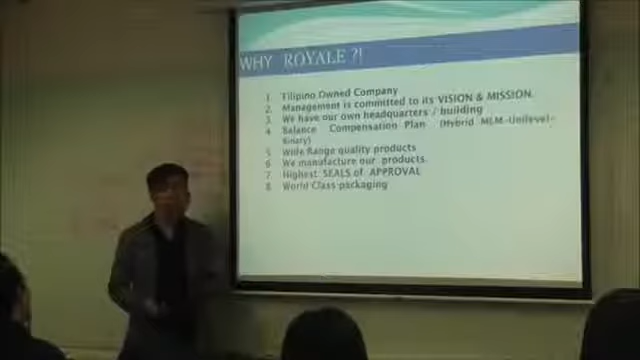 WHY ROYALE ?!
1. Filipino Owned Company
2. Management is committed to its VISION & MISSION.
3. We have our own headquarters / building
4. Balance Compensation Plan (Hybrid MLM-Unilevel-
Binary)
5. Wide Range quality products
6. We manufacture our products.
7. Highest SEALS of APPROVAL
8. World Class packaging